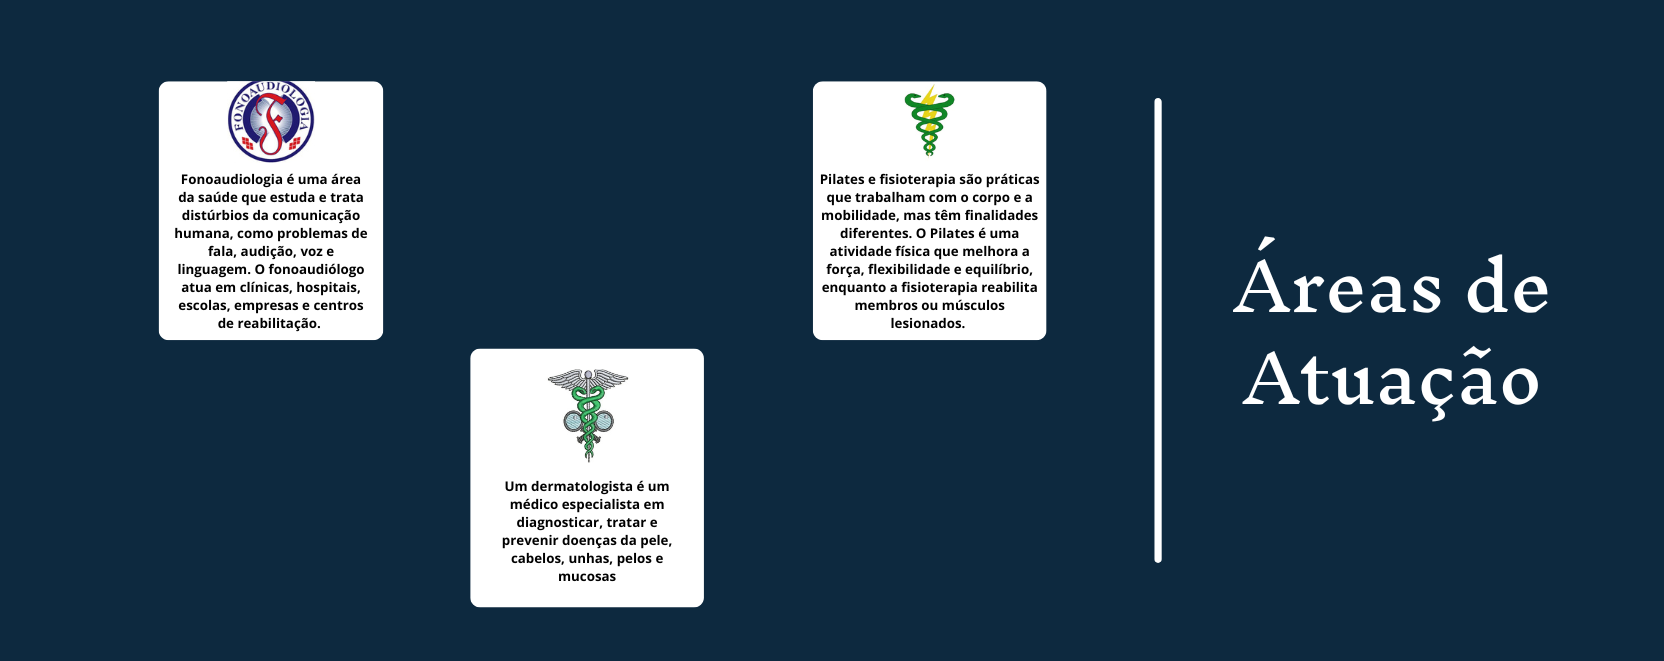 FONOAUDIOLOGIA
Fonoaudiologia é uma área
da saúde que estuda e trata
distúrbios da comunicação
humana, como problemas de
fala, audição, voz e
linguagem. O fonoaudiólogo
atua em clínicas, hospitais,
escolas, empresas e centros
de reabilitação.
Um dermatologista é um
médico especialista em
diagnosticar, tratar e
prevenir doenças da pele,
cabelos, unhas, pelos e
mucosas
Pilates e fisioterapia são práticas
que trabalham com o corpo e a
mobilidade, mas têm finalidades
diferentes. O Pilates é uma
atividade física que melhora a
força, flexibilidade e equilíbrio,
enquanto a fisioterapia reabilita
membros ou músculos
lesionados.
Áreas de
Atuação